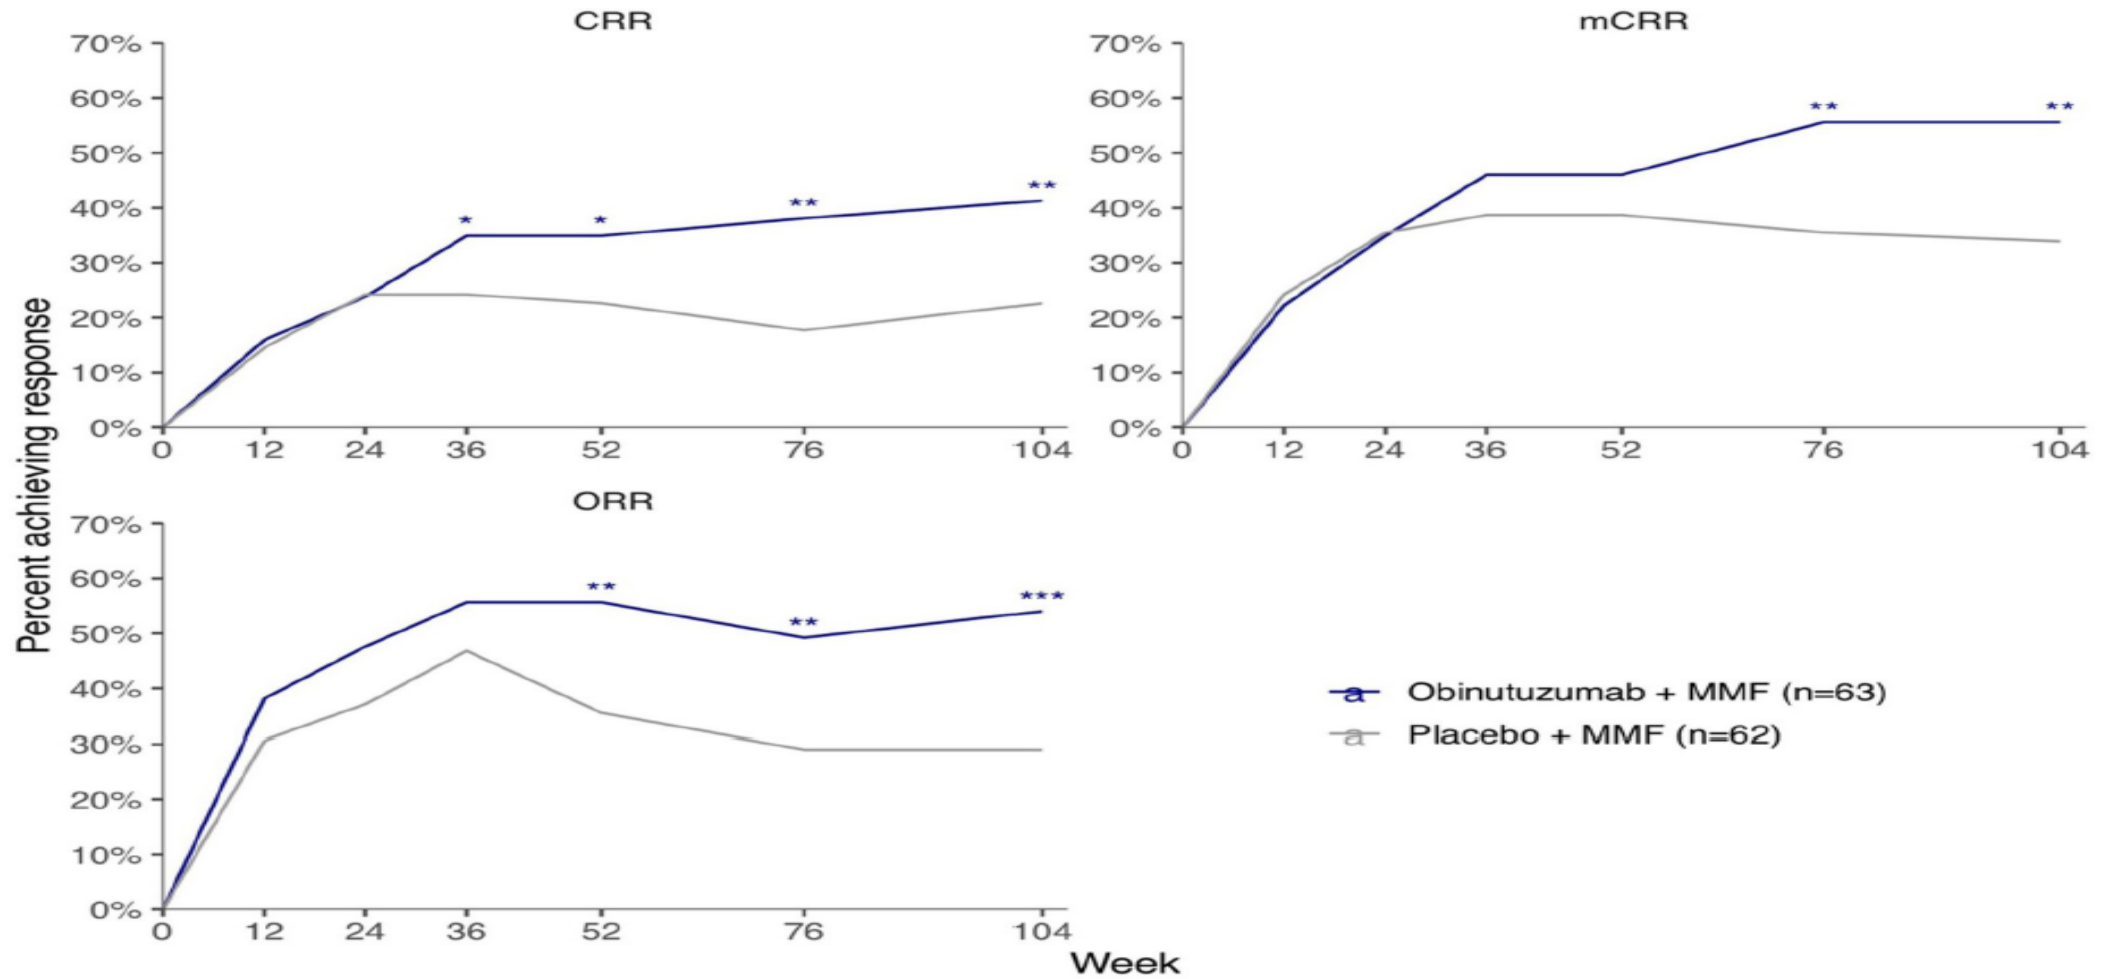 CRR
70%
60%
50%
40%
30%
20%
10%
0%
* * ** **
0 12 24 36 52 76 104
mCRR
70%
60%
50%
40%
30%
20%
10%
0%
** **
0 12 24 36 52 76 104
Percent achieving response
ORR
70%
60%
50%
40%
30%
20%
10%
0%
** ** ***
0 12 24 36 52 76 104
a Obinutuzumab + MMF (n=63)
a Placebo + MMF (n=62)
Week